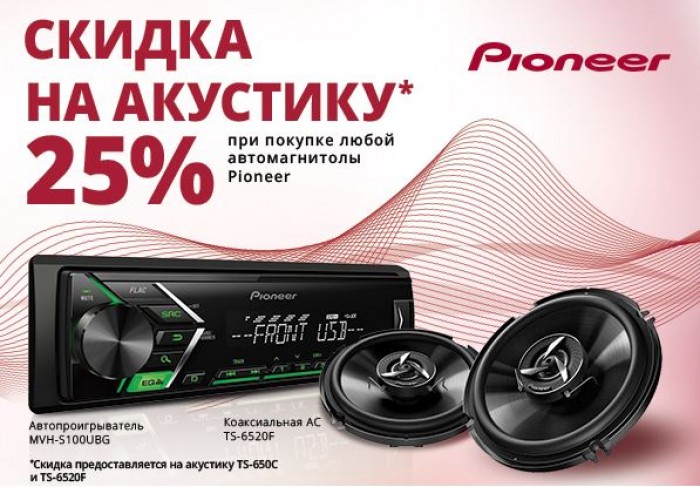 СКИДКА
НА АКУСТИКУ*
25%
при покупке любой
автомагнитолы
Pioneer
Pioneer
MUTE
FLAC
SRC
EQ
Pioneer
FRONT USB
Автопроигрыватель
MVH-S100UBG
Коаксиальная АС
TS-6520F
*Скидка предоставляется на акустику TS-650C
и TS-6520F